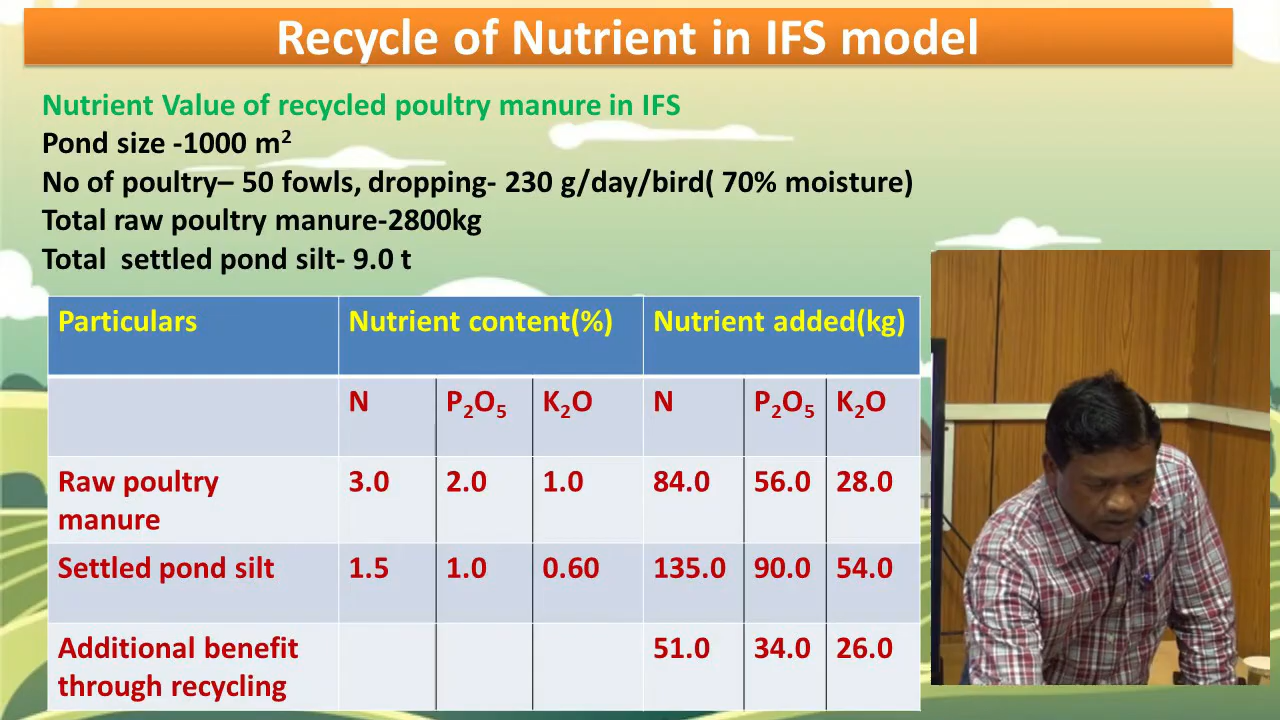 Recycle of Nutrient in IFS model
Nutrient Value of recycled poultry manure in IFS
Pond size -1000 m²
No of poultry– 50 fowls, dropping- 230 g/day/bird( 70% moisture)
Total raw poultry manure-2800kg
Total settled pond silt- 9.0 t
Particulars Nutrient content(%) Nutrient added(kg)
N P₂O₅ K₂O N P₂O₅ K₂O
Raw poultry manure 3.0 2.0 1.0 84.0 56.0 28.0
Settled pond silt 1.5 1.0 0.60 135.0 90.0 54.0
Additional benefit through recycling 51.0 34.0 26.0